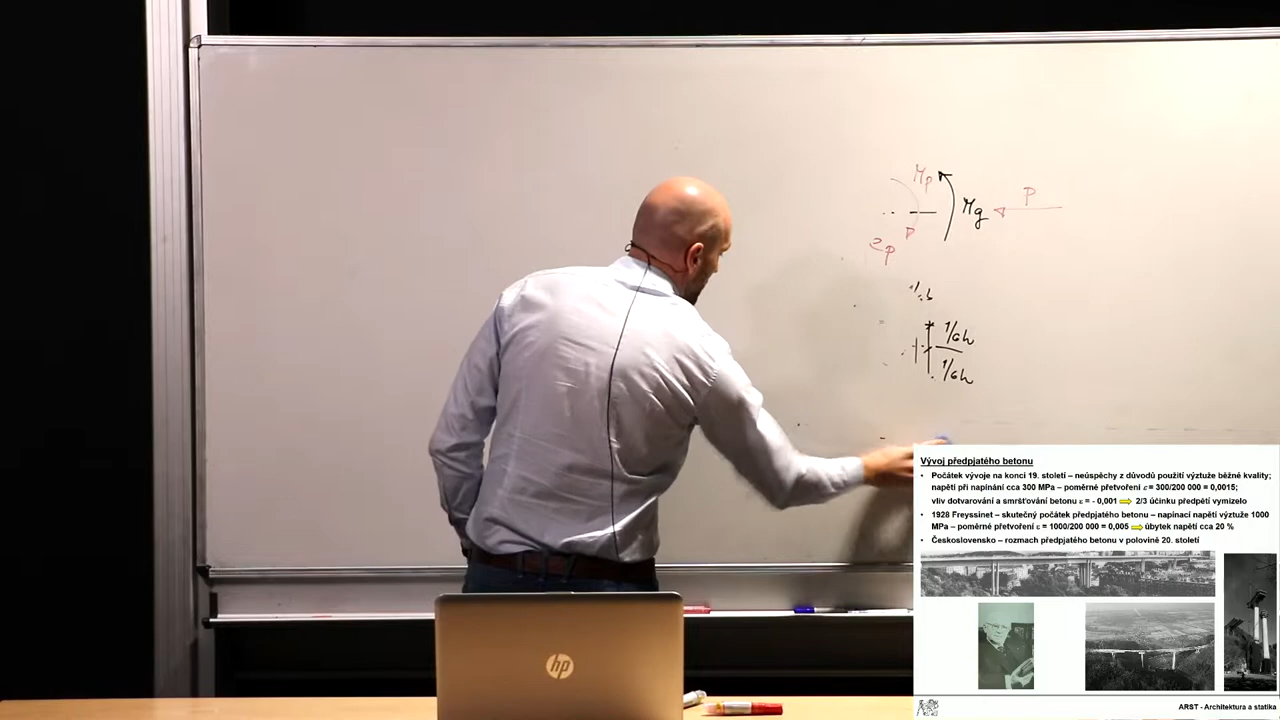 Mp
Mg
P
ep
1/6h
1/6h
hp
Vývoj předpjatého betonu
• Počátek vývoje na konci 19. století – neúspěchy z důvodů použití výztuže běžné kvality;
napětí při napínání cca 300 MPa – poměrné přetvoření ε = 300/200 000 = 0,0015;
vliv dotvarování a smršťování betonu ε = - 0,001 ⇨ 2/3 účinku předpětí vymizelo
• 1928 Freyssinet – skutečný počátek předpjatého betonu – napínací napětí výztuže 1000
MPa – poměrné přetvoření ε = 1000/200 000 = 0,005 ⇨ úbytek napětí cca 20 %
• Československo – rozmach předpjatého betonu v polovině 20. století
ARST - Architektura a statika